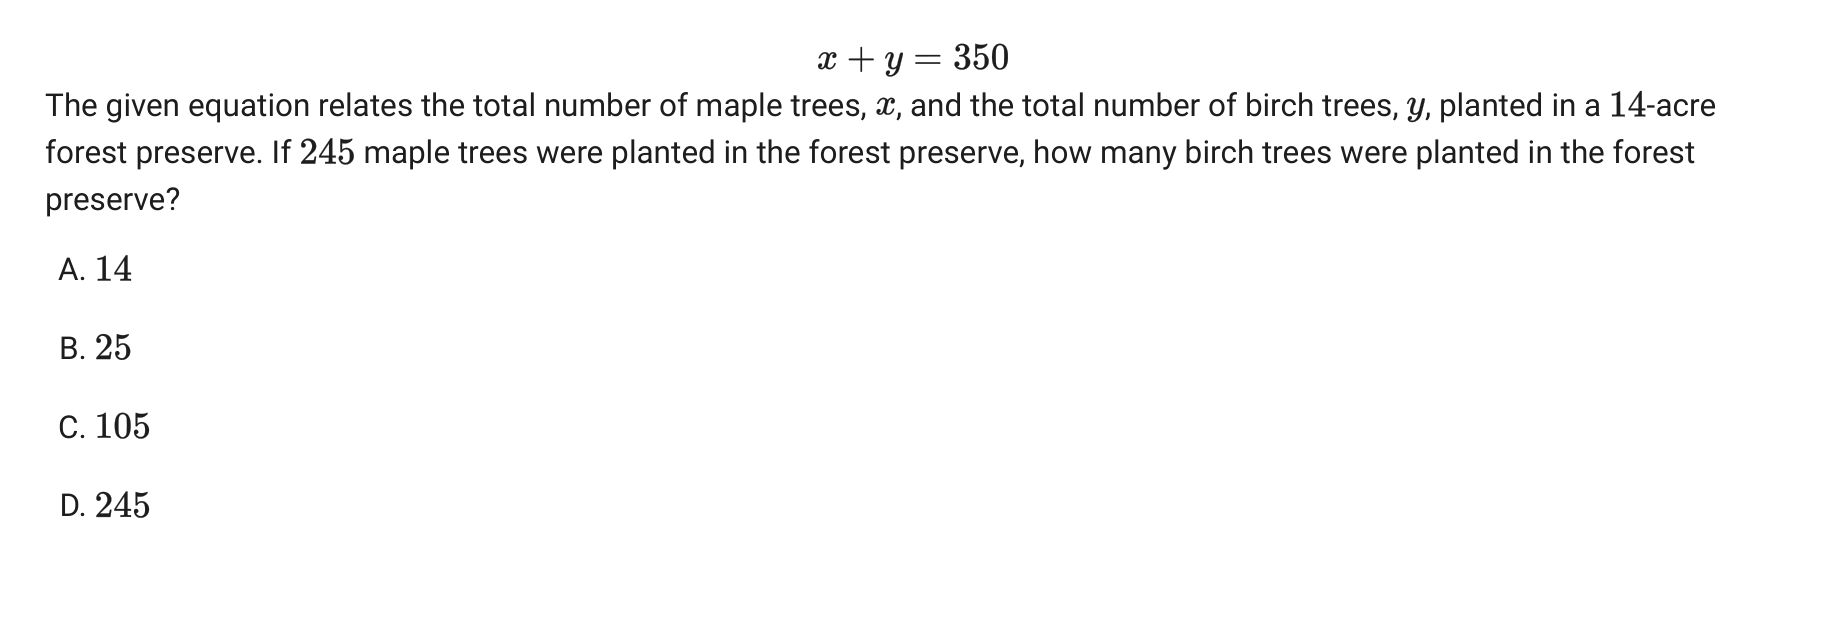 x + y = 350
The given equation relates the total number of maple trees, x, and the total number of birch trees, y, planted in a 14-acre
forest preserve. If 245 maple trees were planted in the forest preserve, how many birch trees were planted in the forest
preserve?
A. 14
B. 25
C. 105
D. 245